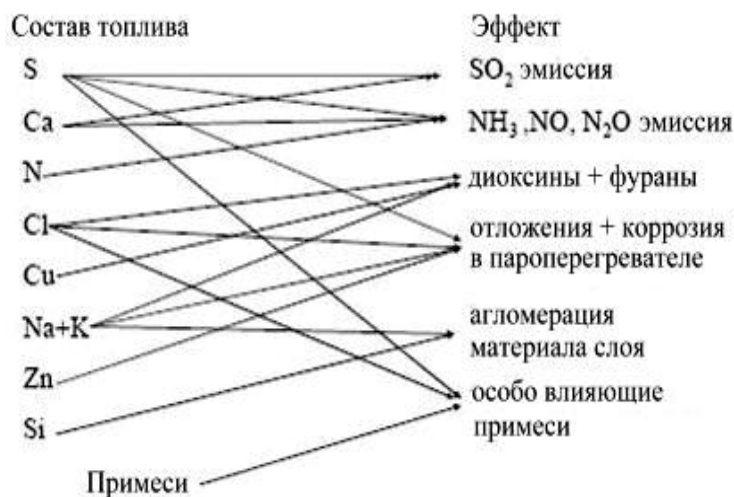 Состав топлива
Эффект
S
SO₂ эмиссия
Ca
NH₃ ,NO, N₂O эмиссия
N
диоксины + фураны
Cl
отложения + коррозия
в пароперегревателе
Cu
Na+K
агломерация
материала слоя
Zn
особо влияющие
примеси
Si
Примеси